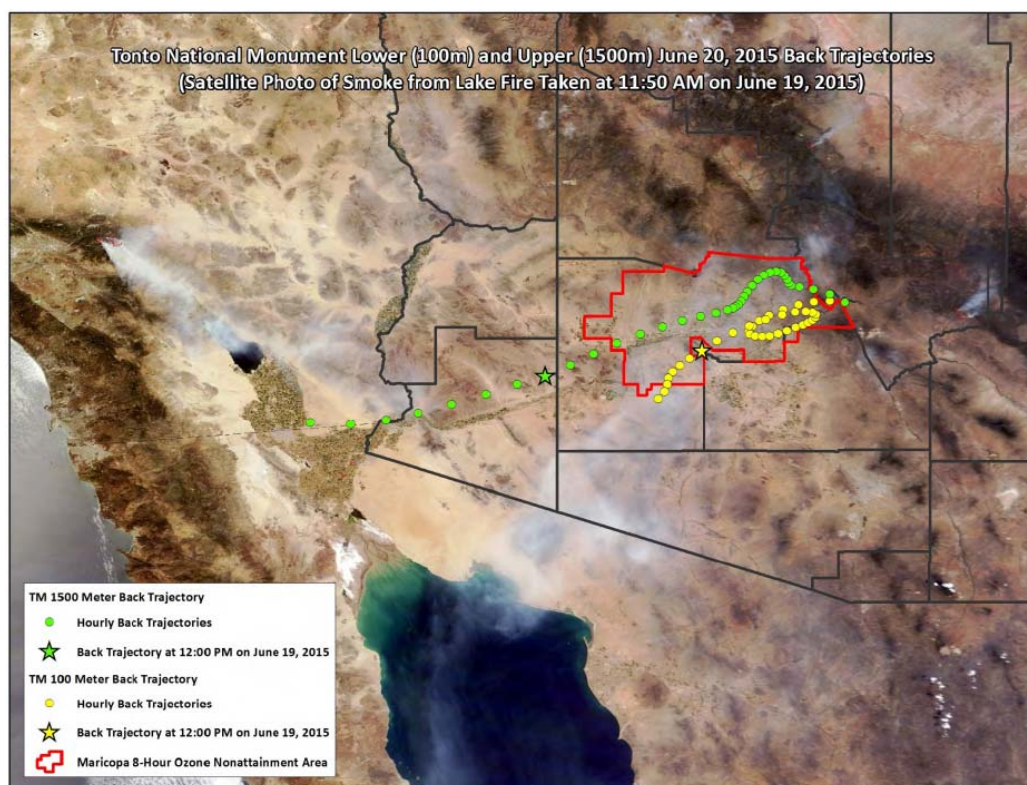 Tonto National Monument Lower (100m) and Upper (1500m) June 20, 2015 Back Trajectories
(Satellite Photo of Smoke from Lake Fire Taken at 11:50 AM on June 19, 2015)
TM 1500 Meter Back Trajectory
Hourly Back Trajectories
Back Trajectory at 12:00 PM on June 19, 2015
TM 100 Meter Back Trajectory
Hourly Back Trajectories
Back Trajectory at 12:00 PM on June 19, 2015
Maricopa 8-Hour Ozone Nonattainment Area